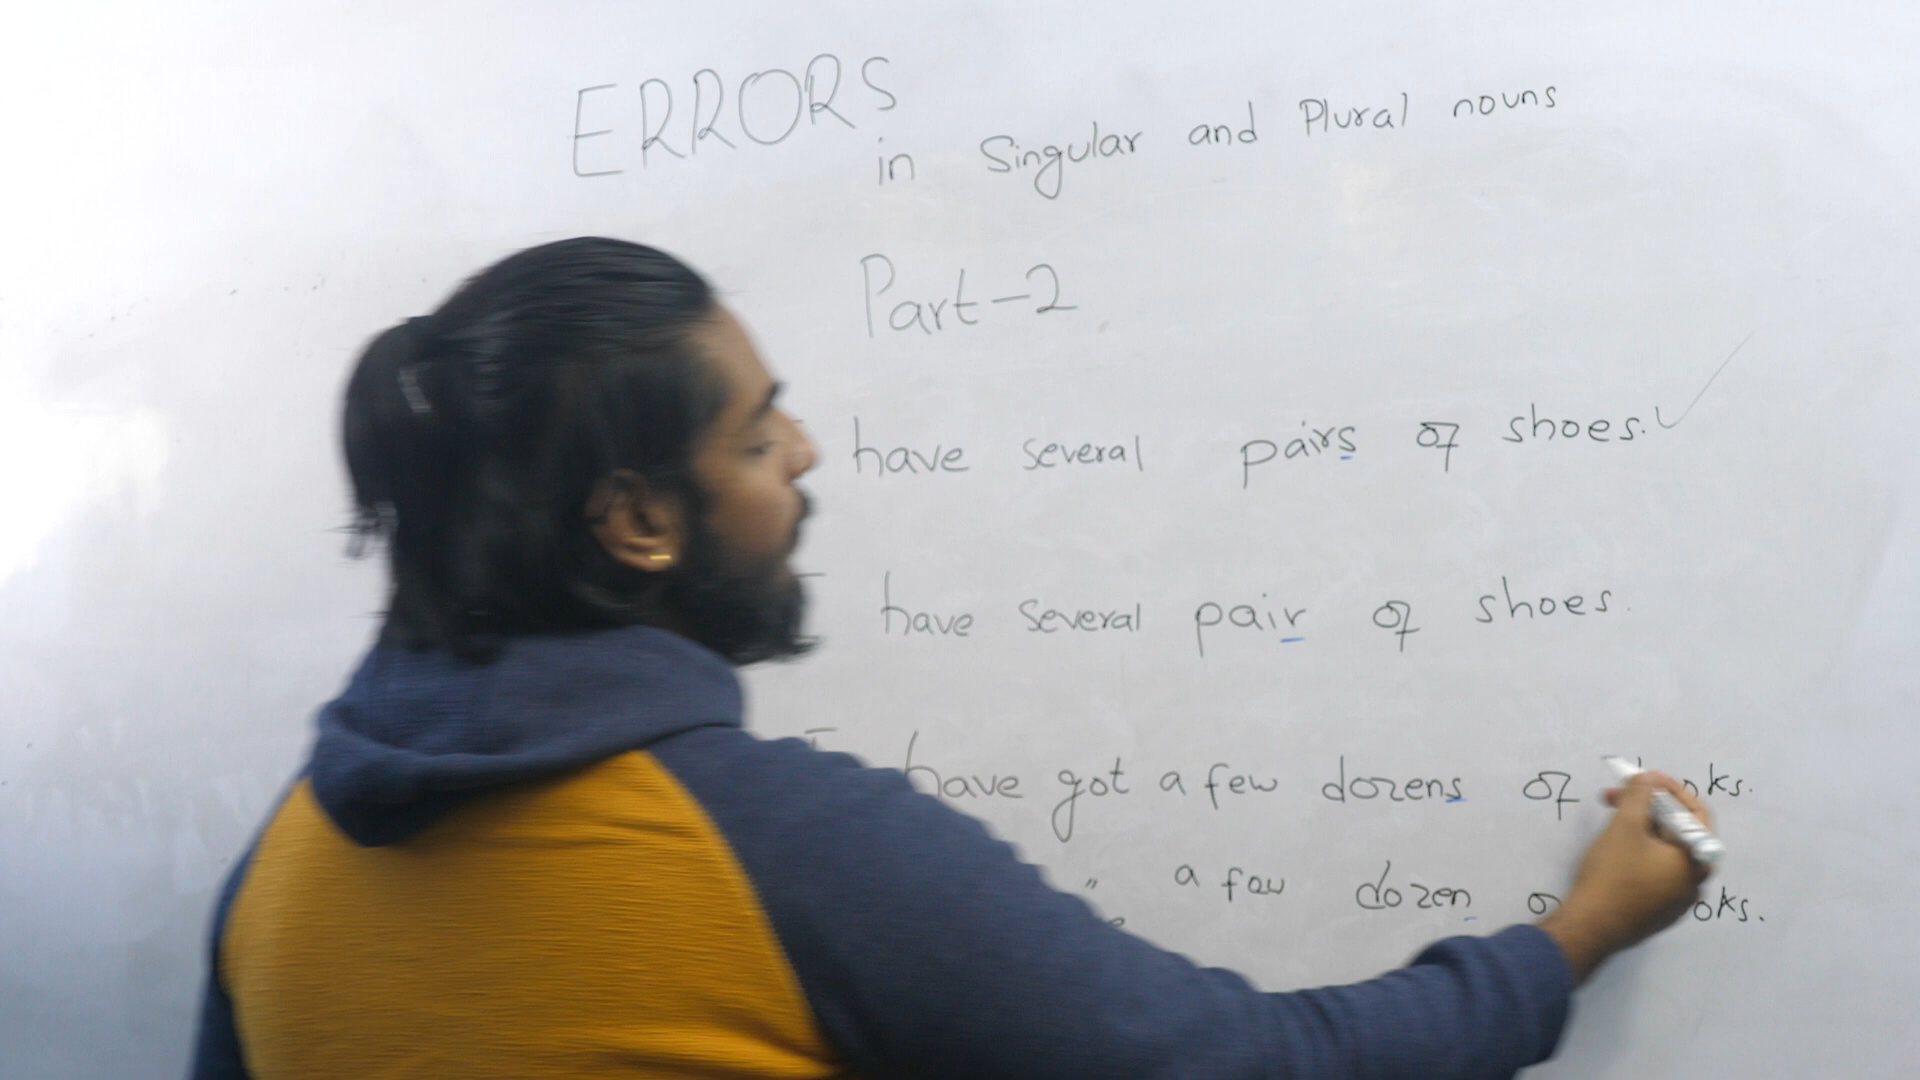 ERRORS
in Singular and Plural nouns
Part-2
have several pairs of shoes.
have several pair of shoes.
I have got a few dozens of
" a few dozen